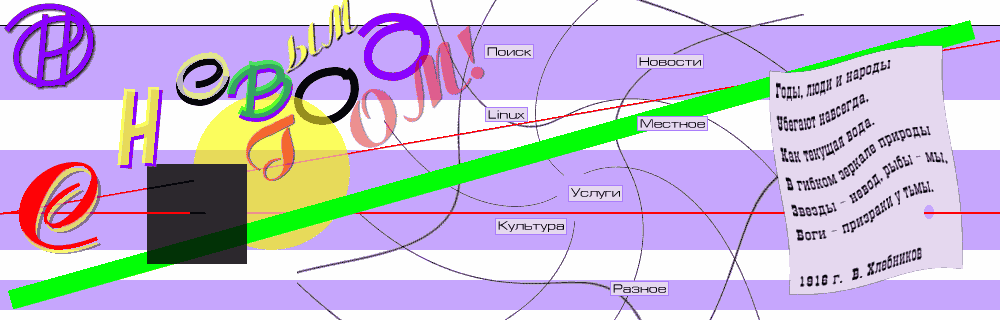 С Новым Годом!
Поиск
Новости
Linux
Местное
Услуги
Культура
Разное
Годы, люди и народы
Убегают навсегда,
Как текущая вода.
В гибком зеркале природы
Звезды - невод, рыбы - мы,
Боги - призраки у тьмы.
1916 г. В. Хлебников